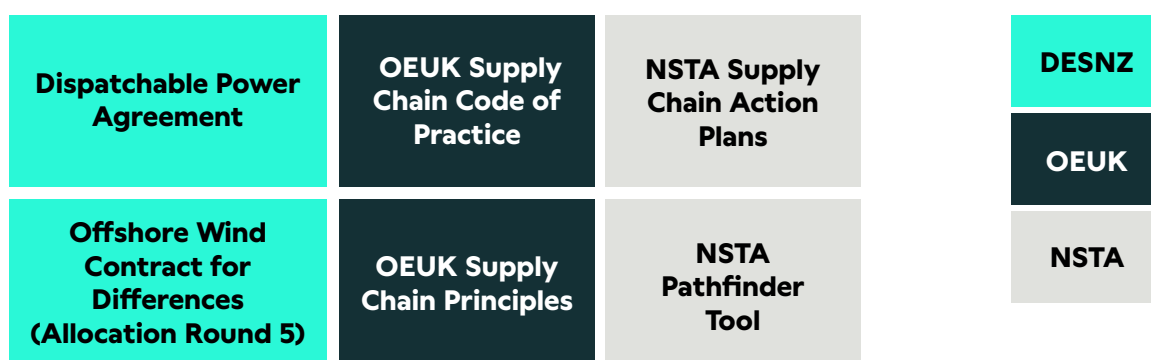 Dispatchable Power
Agreement
OEUK Supply
Chain Code of
Practice
NSTA Supply
Chain Action
Plans
Offshore Wind
Contract for
Differences
(Allocation Round 5)
OEUK Supply
Chain Principles
NSTA
Pathfinder
Tool
DESNZ
OEUK
NSTA